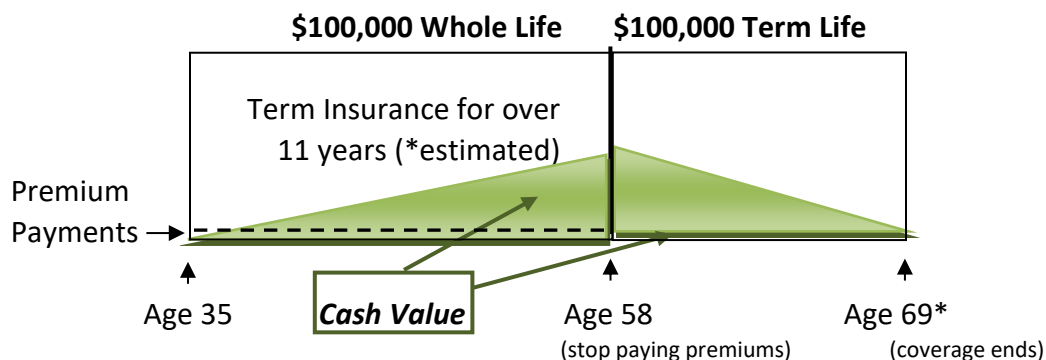 $100,000 Whole Life $100,000 Term Life
Term Insurance for over
11 years (*estimated)
Premium
Payments
Age 35 Cash Value Age 58 Age 69*
(stop paying premiums) (coverage ends)